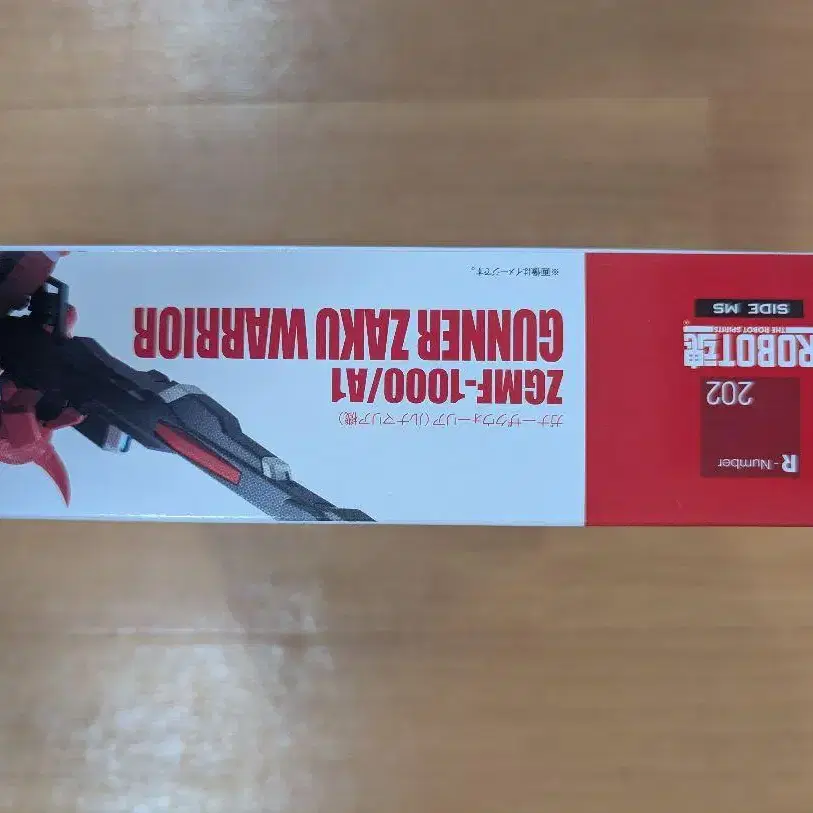 R-Number
202
ROBOT魂
THE ROBOT SPIRITS
SIDE MS
ガナーザクウォーリア(ルナマリア機)
ZGMF-1000/A1
GUNNER ZAKU WARRIOR
※画像はイメージです。